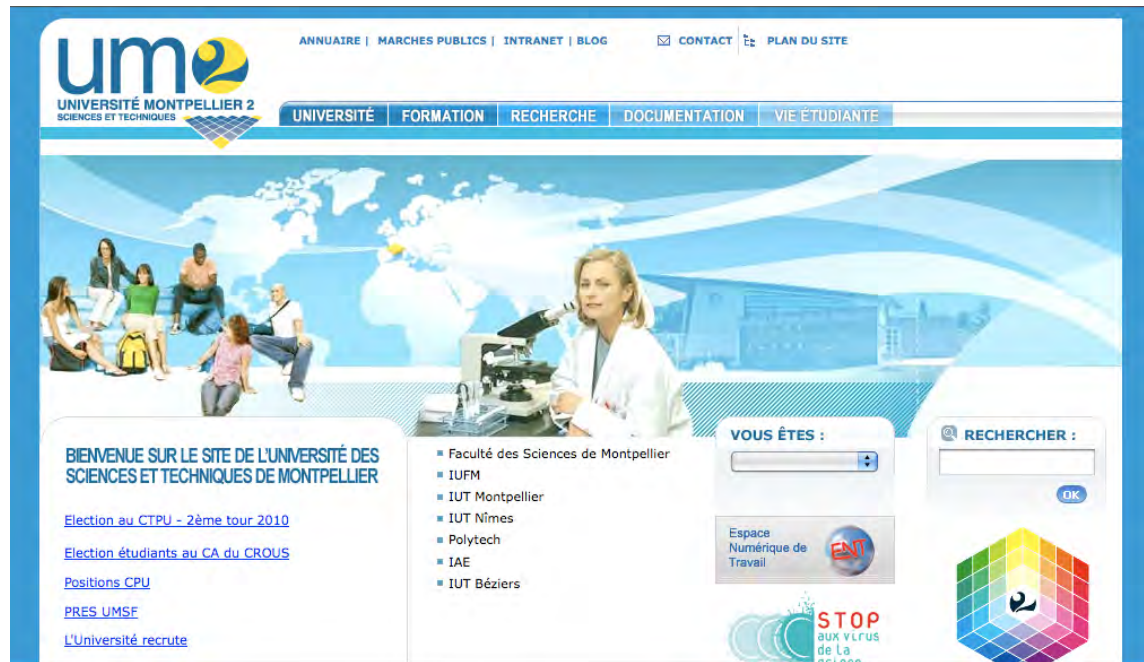 ANNUAIRE | MARCHES PUBLICS | INTRANET | BLOG CONTACT PLAN DU SITE
um2
UNIVERSITÉ MONTPELLIER 2
SCIENCES ET TECHNIQUES
UNIVERSITÉ FORMATION RECHERCHE DOCUMENTATION VIE ÉTUDIANTE
BIENVENUE SUR LE SITE DE L'UNIVERSITÉ DES
SCIENCES ET TECHNIQUES DE MONTPELLIER
Election au CTPU - 2ème tour 2010
Election étudiants au CA du CROUS
Positions CPU
PRES UMSF
L'Université recrute
Faculté des Sciences de Montpellier
IUFM
IUT Montpellier
IUT Nîmes
Polytech
IAE
IUT Béziers
VOUS ÊTES :
Espace
Numérique de
Travail
ENT
STOP
aux virus
de la
RECHERCHER :
OK
2